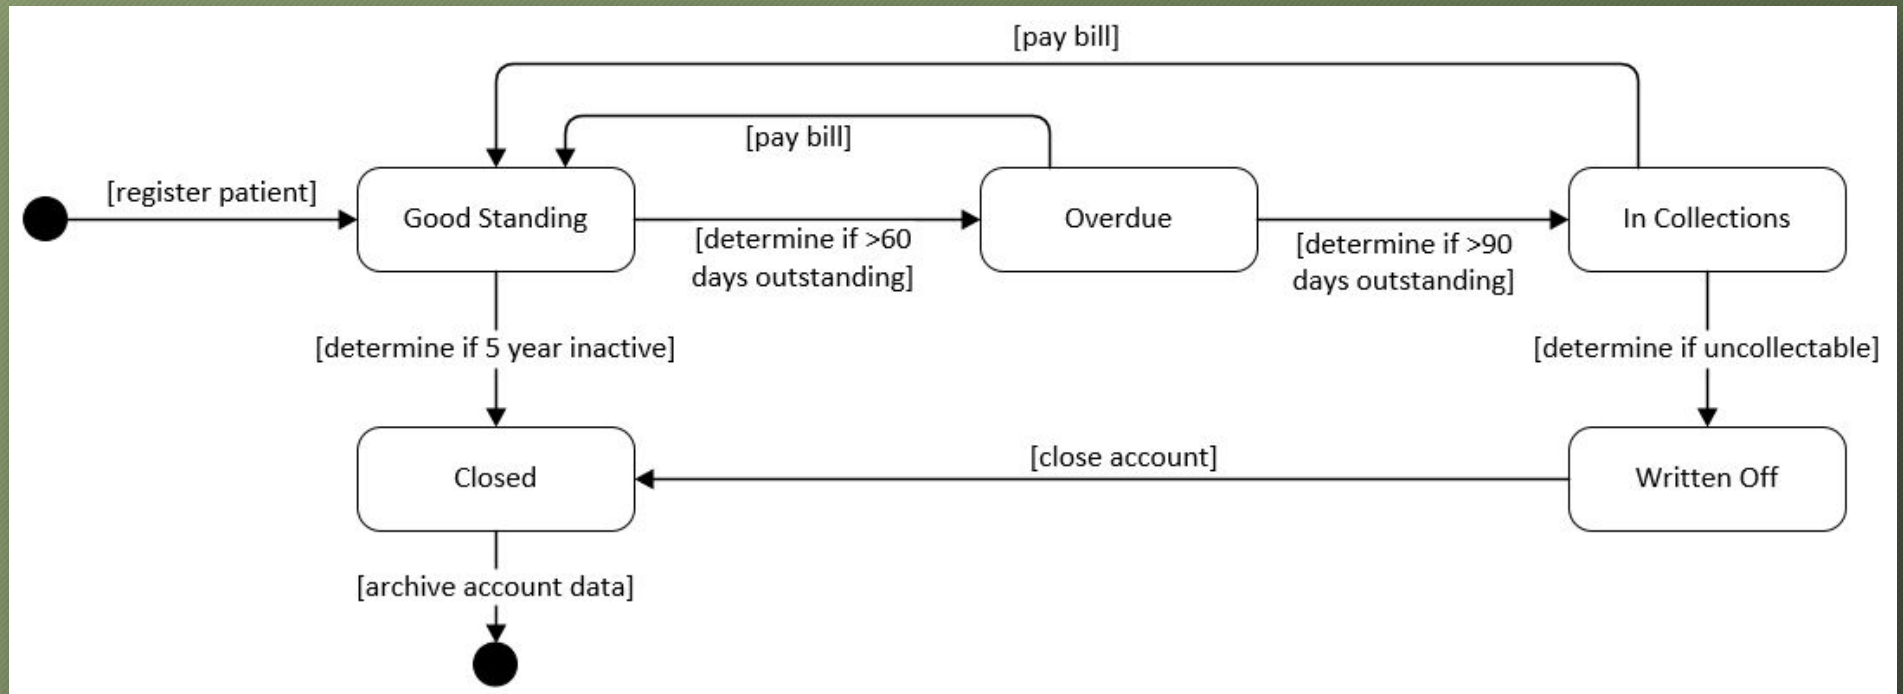 [pay bill]
[pay bill]
[register patient]
Good Standing
[determine if >60
days outstanding]
Overdue
[determine if >90
days outstanding]
In Collections
[determine if 5 year inactive]
[determine if uncollectable]
Closed
[close account]
Written Off
[archive account data]